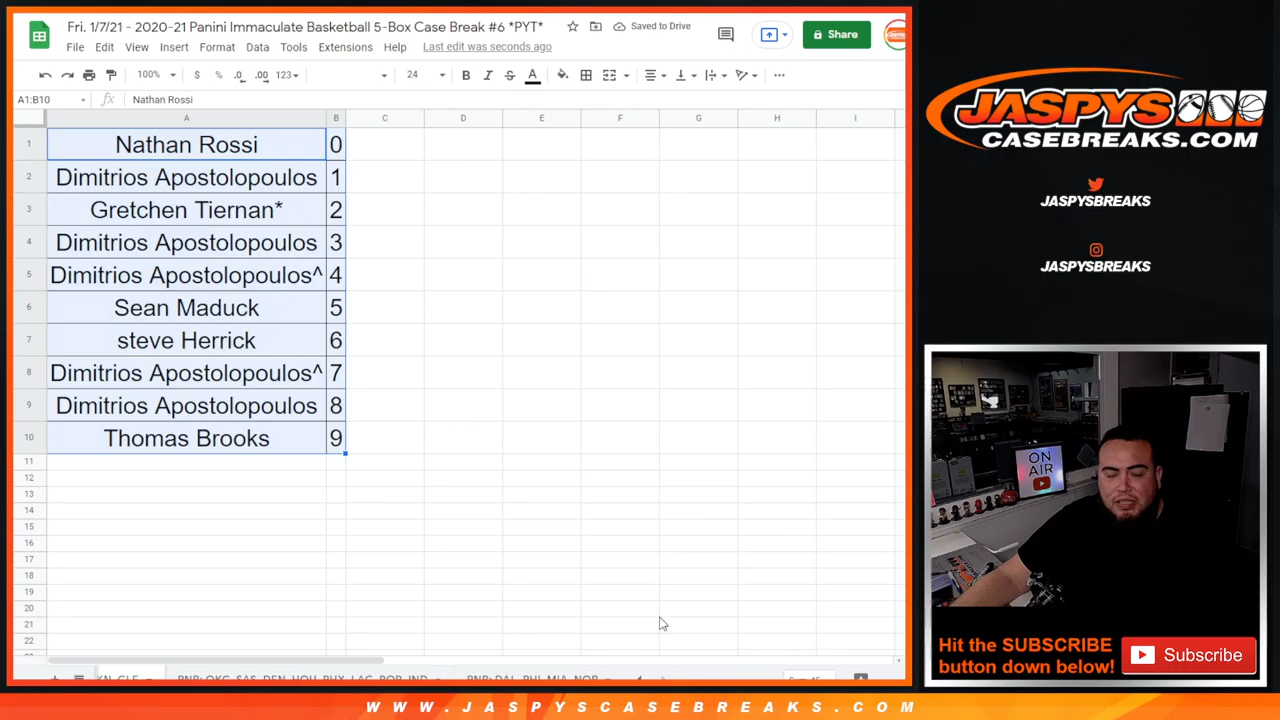 Fri. 1/7/21 - 2020-21 Panini Immaculate Basketball 5-Box Case Break #6 *PYT*
Saved to Drive
Share
File Edit View Insert Format Data Tools Extensions Help Last edit was seconds ago
100% $ % .0 .00 123 24 B I S A
A1:B10 fx Nathan Rossi
A B C D E F G H I
1 Nathan Rossi 0
2 Dimitrios Apostolopoulos 1
3 Gretchen Tiernan* 2
4 Dimitrios Apostolopoulos 3
5 Dimitrios Apostolopoulos^ 4
6 Sean Maduck 5
7 steve Herrick 6
8 Dimitrios Apostolopoulos^ 7
9 Dimitrios Apostolopoulos 8
10 Thomas Brooks 9
11
12
13
14
15
16
17
18
19
20
21
22
JASPYS
CASEBREAKS.COM
JASPYSBREAKS
JASPYSBREAKS
ON
AIR
Hit the SUBSCRIBE
button down below!
Subscribe
WWW.JASPYSCASEBREAKS.COM